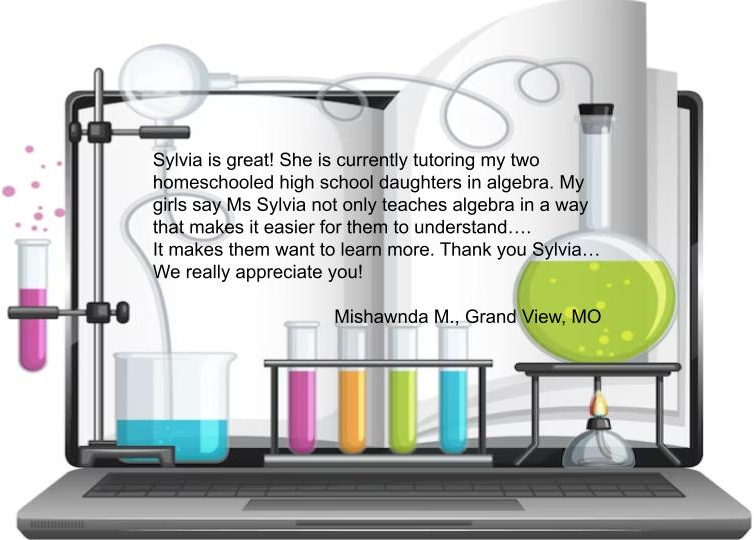 Sylvia is great! She is currently tutoring my two
homeschooled high school daughters in algebra. My
girls say Ms Sylvia not only teaches algebra in a way
that makes it easier for them to understand….
It makes them want to learn more. Thank you Sylvia…
We really appreciate you!
Mishawnda M., Grand View, MO